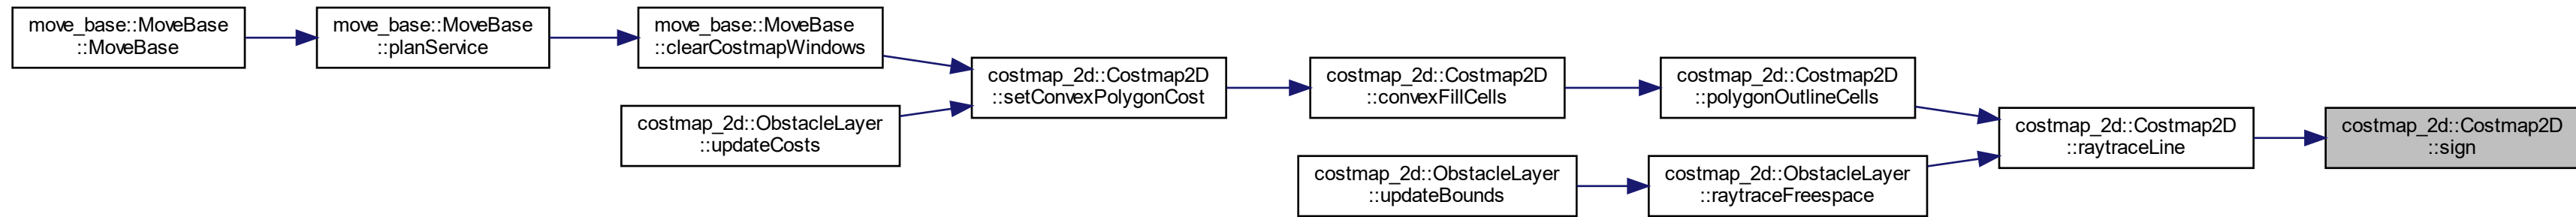 move_base::MoveBase
::MoveBase
move_base::MoveBase
::planService
move_base::MoveBase
::clearCostmapWindows
costmap_2d::ObstacleLayer
::updateCosts
costmap_2d::Costmap2D
::setConvexPolygonCost
costmap_2d::Costmap2D
::convexFillCells
costmap_2d::ObstacleLayer
::updateBounds
costmap_2d::Costmap2D
::polygonOutlineCells
costmap_2d::ObstacleLayer
::raytraceFreespace
costmap_2d::Costmap2D
::raytraceLine
costmap_2d::Costmap2D
::sign